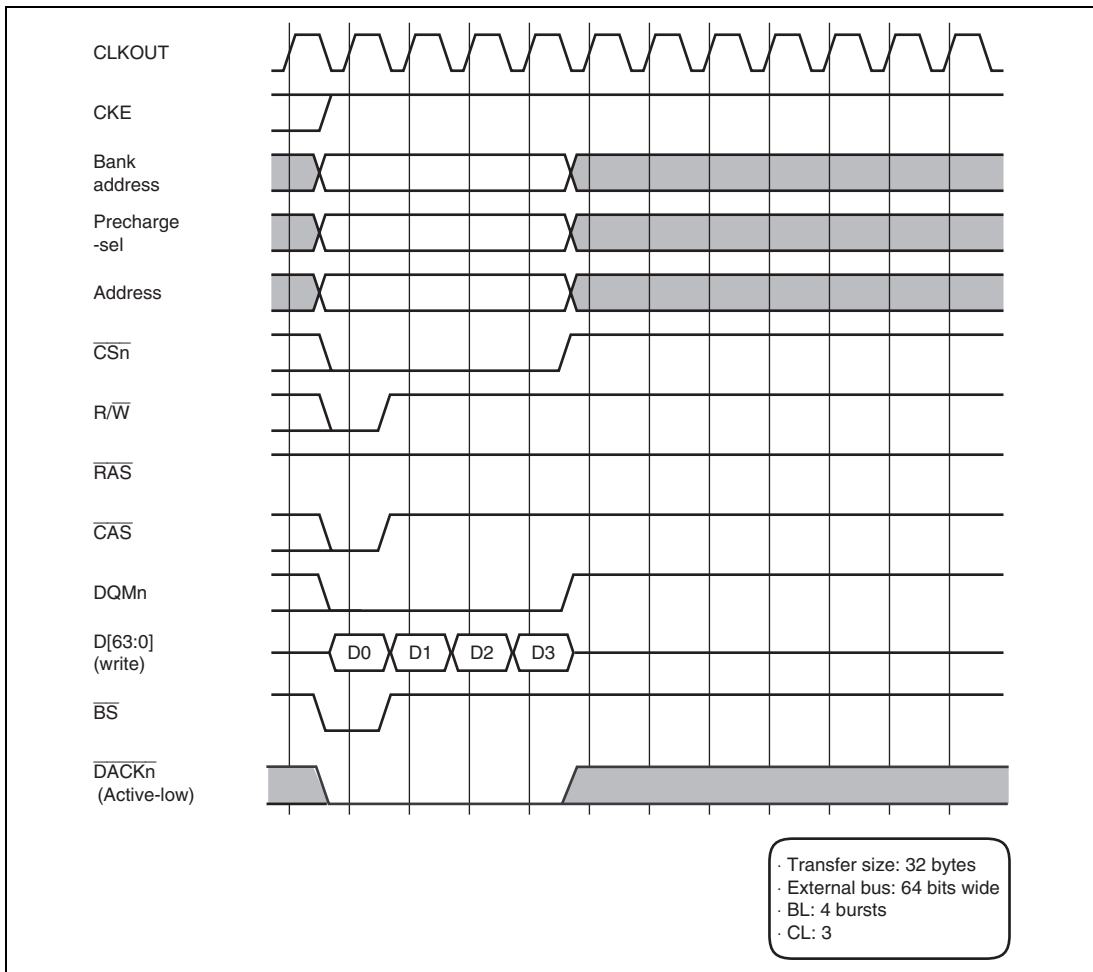 CLKOUT
CKE
Bank
address
Precharge
-sel
Address
CSn
R/W
RAS
CAS
DQMn
D[63:0]
(write)
D0 D1 D2 D3
BS
DACKn
(Active-low)
· Transfer size: 32 bytes
· External bus: 64 bits wide
· BL: 4 bursts
· CL: 3